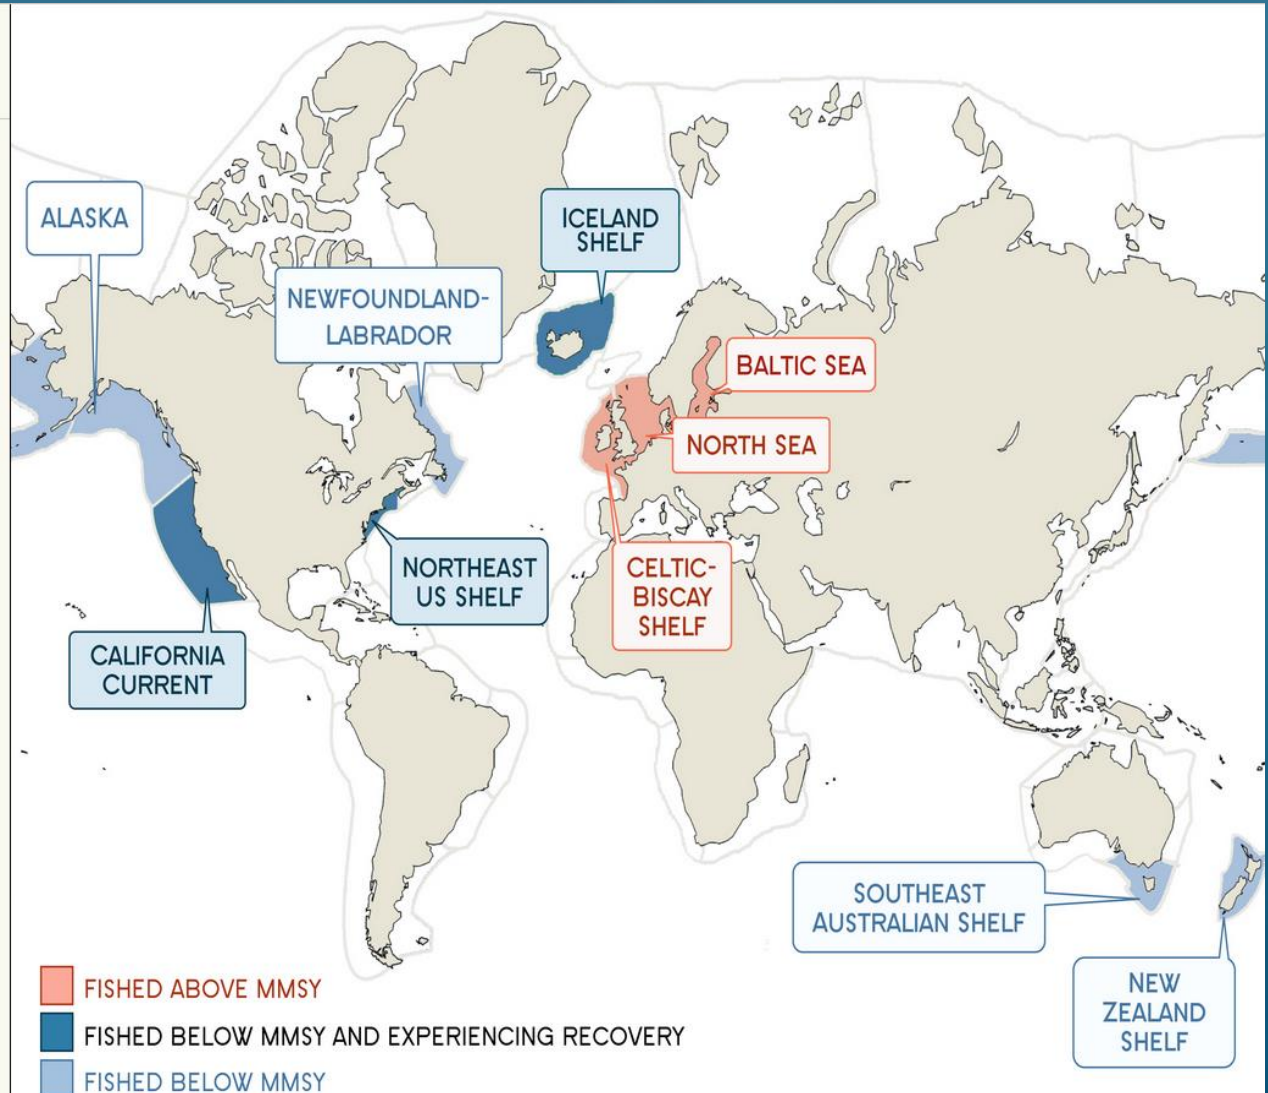 ALASKA
ICELAND
SHELF
NEWFOUNDLAND-
LABRADOR
BALTIC SEA
NORTH SEA
NORTHEAST
US SHELF
CELTIC-
BISCAY
SHELF
CALIFORNIA
CURRENT
SOUTHEAST
AUSTRALIAN SHELF
NEW
ZEALAND
SHELF
FISHED ABOVE MMSY
FISHED BELOW MMSY AND EXPERIENCING RECOVERY
FISHED BELOW MMSY